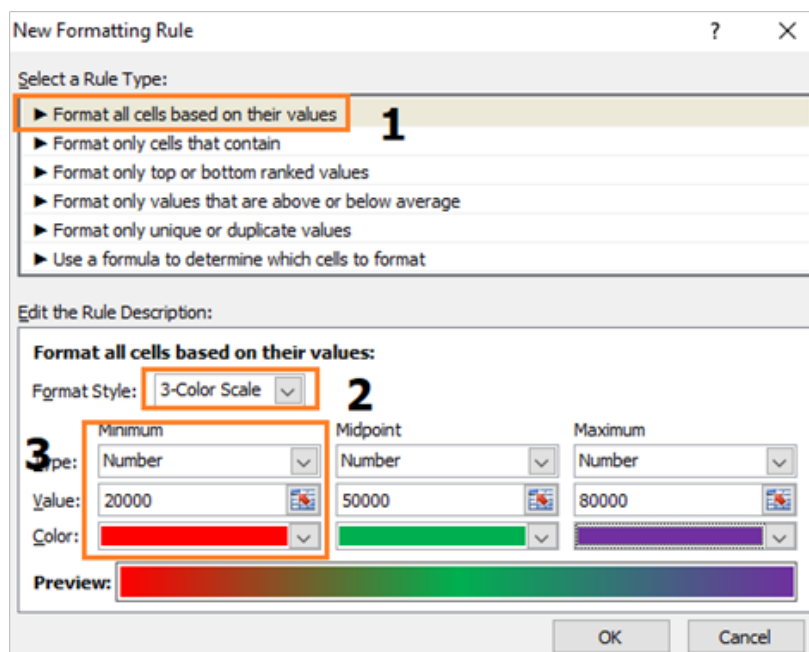 New Formatting Rule ? X
Select a Rule Type:
► Format all cells based on their values 1
► Format only cells that contain
► Format only top or bottom ranked values
► Format only values that are above or below average
► Format only unique or duplicate values
► Use a formula to determine which cells to format
Edit the Rule Description:
Format all cells based on their values:
Format Style: 3-Color Scale 2
Minimum Midpoint Maximum
3 Type: Number Number Number
Value: 20000 50000 80000
Color:
Preview:
OK Cancel